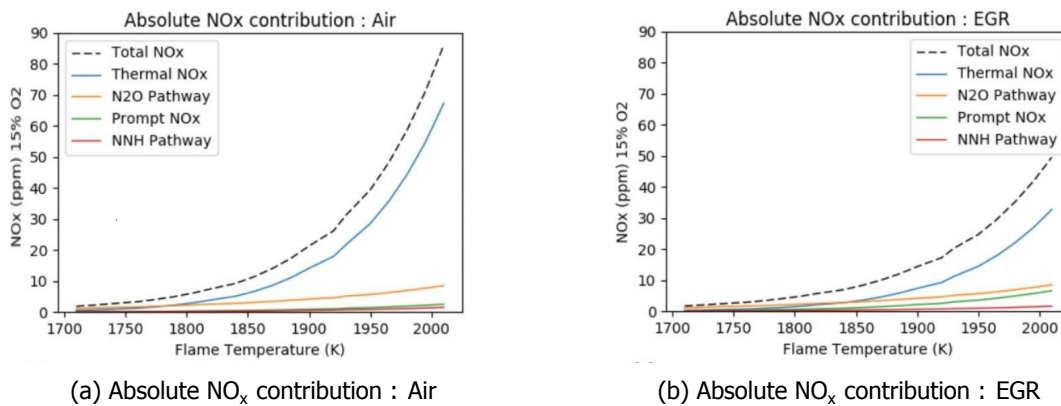 Absolute NOx contribution : Air
90
80
70
60
50
40
30
20
10
0
NOx (ppm) 15% O2
Total NOx
Thermal NOx
N2O Pathway
Prompt NOx
NNH Pathway
1700 1750 1800 1850 1900 1950 2000
Flame Temperature (K)
(a) Absolute NOx contribution : Air
Absolute NOx contribution : EGR
90
80
70
60
50
40
30
20
10
0
NOx (ppm) 15% O2
Total NOx
Thermal NOx
N2O Pathway
Prompt NOx
NNH Pathway
1700 1750 1800 1850 1900 1950 2000
Flame Temperature (K)
(b) Absolute NOx contribution : EGR